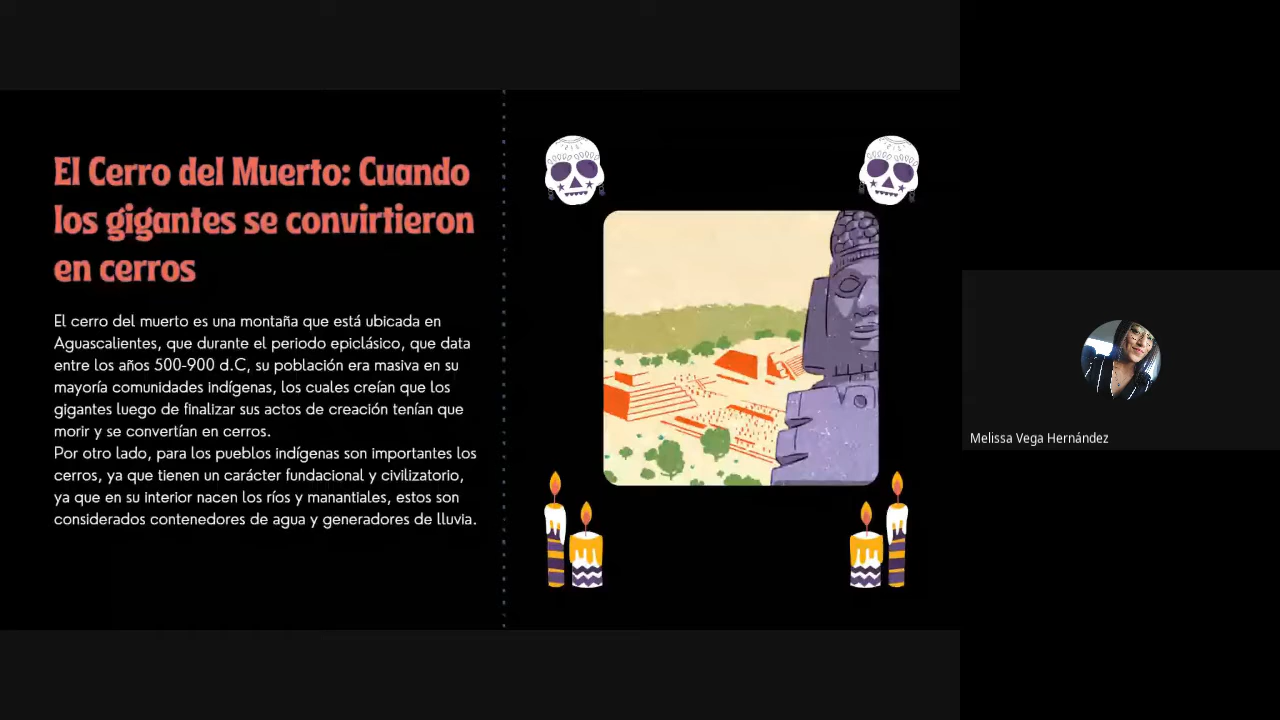 El Cerro del Muerto: Cuando
los gigantes se convirtieron
en cerros
El cerro del muerto es una montaña que está ubicada en
Aguascalientes, que durante el periodo epiclásico, que data
entre los años 500-900 d.C, su población era masiva en su
mayoría comunidades indígenas, los cuales creían que los
gigantes luego de finalizar sus actos de creación tenían que
morir y se convertían en cerros.
Por otro lado, para los pueblos indígenas son importantes los
cerros, ya que tienen un carácter fundacional y civilizatorio,
ya que en su interior nacen los ríos y manantiales, estos son
considerados contenedores de agua y generadores de lluvia.
Melissa Vega Hernández